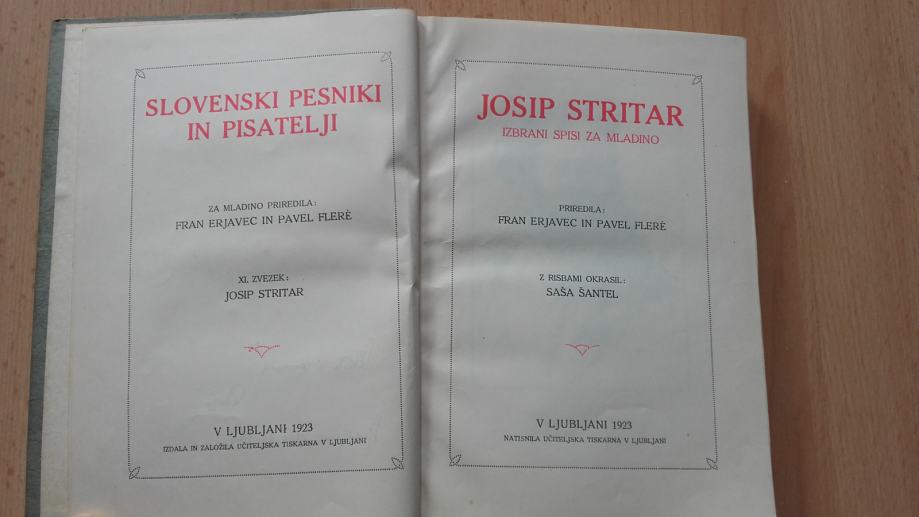 SLOVENSKI PESNIKI
IN PISATELJI
ZA MLADINO PRIREDILA:
FRAN ERJAVEC IN PAVEL FLERÈ
XI. ZVEZEK:
JOSIP STRITAR
V LJUBLJANI 1923
IZDALA IN ZALOŽILA UČITELJSKA TISKARNA V LJUBLJANI
JOSIP STRITAR
IZBRANI SPISI ZA MLADINO
PRIREDILA:
FRAN ERJAVEC IN PAVEL FLERÈ
Z RISBAMI OKRASIL:
SAŠA ŠANTEL
V LJUBLJANI 1923
NATISNILA UČITELJSKA TISKARNA V LJUBLJANI